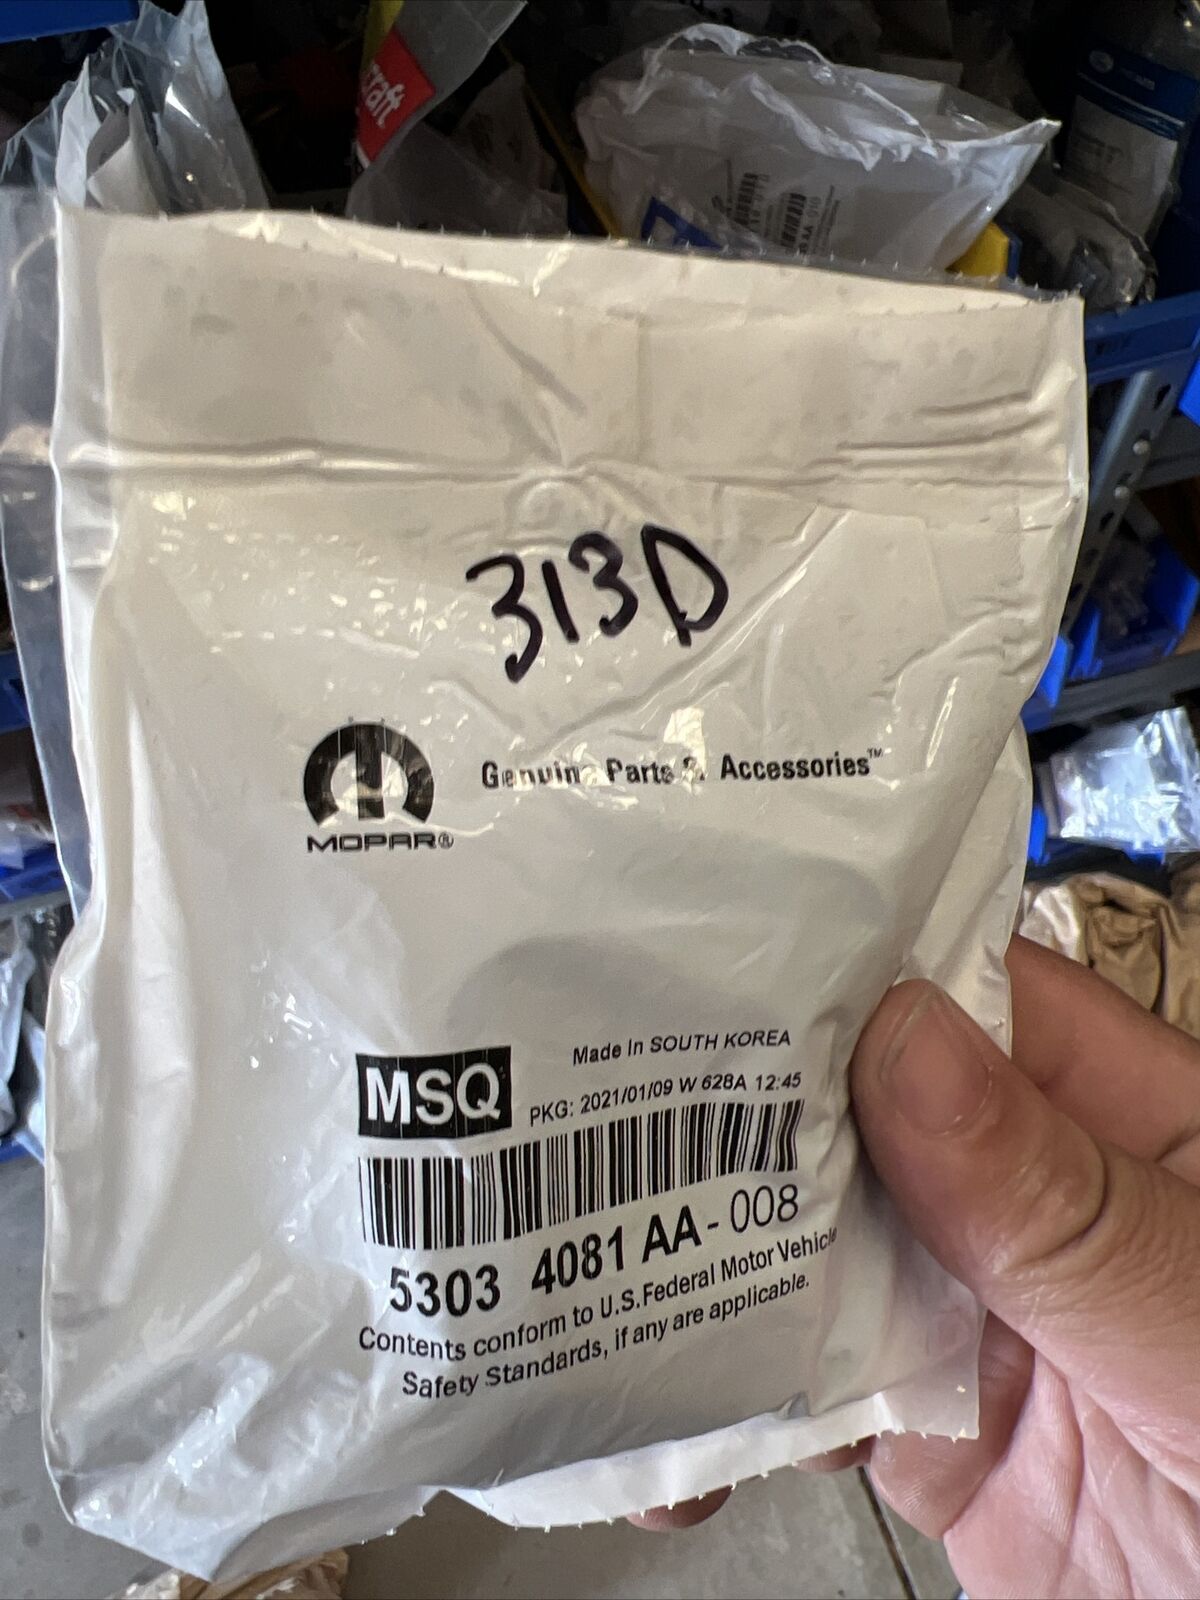 craft
313D
Genuine Parts & Accessories™
MOPAR®
Made In SOUTH KOREA
MSQ
PKG: 2021/01/09 W 628A 12:45
5303 4081 AA - 008
Contents conform to U.S.Federal Motor Vehicle
Safety Standards, if any are applicable.